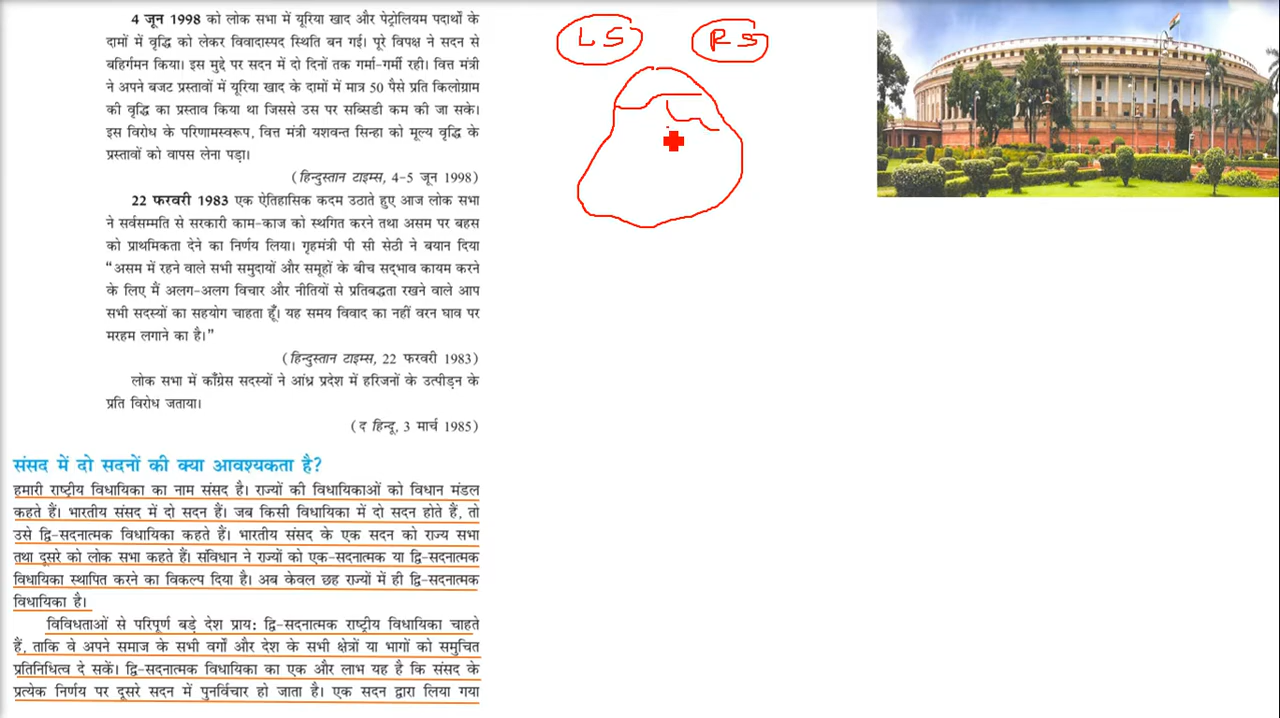 4 जून 1998 को लोक सभा में यूरिया खाद और पेट्रोलियम पदार्थों के
दामों में वृद्धि को लेकर विवादास्पद स्थिति बन गई। पूरे विपक्ष ने सदन से
बहिर्गमन किया। इस मुद्दे पर सदन में दो दिनों तक गर्मा-गर्मी रही। वित्त मंत्री
ने अपने बजट प्रस्तावों में यूरिया खाद के दामों में मात्र 50 पैसे प्रति किलोग्राम
की वृद्धि का प्रस्ताव किया था जिससे उस पर सब्सिडी कम की जा सके।
इस विरोध के परिणामस्वरूप, वित्त मंत्री यशवन्त सिन्हा को मूल्य वृद्धि के
प्रस्तावों को वापस लेना पड़ा।
(हिन्दुस्तान टाइम्स, 4-5 जून 1998)
22 फरवरी 1983 एक ऐतिहासिक कदम उठाते हुए आज लोक सभा
ने सर्वसम्मति से सरकारी काम-काज को स्थगित करने तथा असम पर बहस
को प्राथमिकता देने का निर्णय लिया। गृहमंत्री पी सी सेठी ने बयान दिया
“असम में रहने वाले सभी समुदायों और समूहों के बीच सद्भाव कायम करने
के लिए मैं अलग-अलग विचार और नीतियों से प्रतिबद्धता रखने वाले आप
सभी सदस्यों का सहयोग चाहता हूँ। यह समय विवाद का नहीं वरन घाव पर
मरहम लगाने का है।”
(हिन्दुस्तान टाइम्स, 22 फरवरी 1983)
लोक सभा में काँग्रेस सदस्यों ने आंध्र प्रदेश में हरिजनों के उत्पीड़न के
प्रति विरोध जताया।
(द हिन्दू, 3 मार्च 1985)
संसद में दो सदनों की क्या आवश्यकता है?
हमारी राष्ट्रीय विधायिका का नाम संसद है। राज्यों की विधायिकाओं को विधान मंडल
कहते हैं। भारतीय संसद में दो सदन हैं। जब किसी विधायिका में दो सदन होते हैं, तो
उसे द्वि-सदनात्मक विधायिका कहते हैं। भारतीय संसद के एक सदन को राज्य सभा
तथा दूसरे को लोक सभा कहते हैं। संविधान ने राज्यों को एक-सदनात्मक या द्वि-सदनात्मक
विधायिका स्थापित करने का विकल्प दिया है। अब केवल छह राज्यों में ही द्वि-सदनात्मक
विधायिका है।
विविधताओं से परिपूर्ण बड़े देश प्राय: द्वि-सदनात्मक राष्ट्रीय विधायिका चाहते
हैं, ताकि वे अपने समाज के सभी वर्गों और देश के सभी क्षेत्रों या भागों को समुचित
प्रतिनिधित्व दे सकें। द्वि-सदनात्मक विधायिका का एक और लाभ यह है कि संसद के
प्रत्येक निर्णय पर दूसरे सदन में पुनर्विचार हो जाता है। एक सदन द्वारा लिया गया
LS
RS